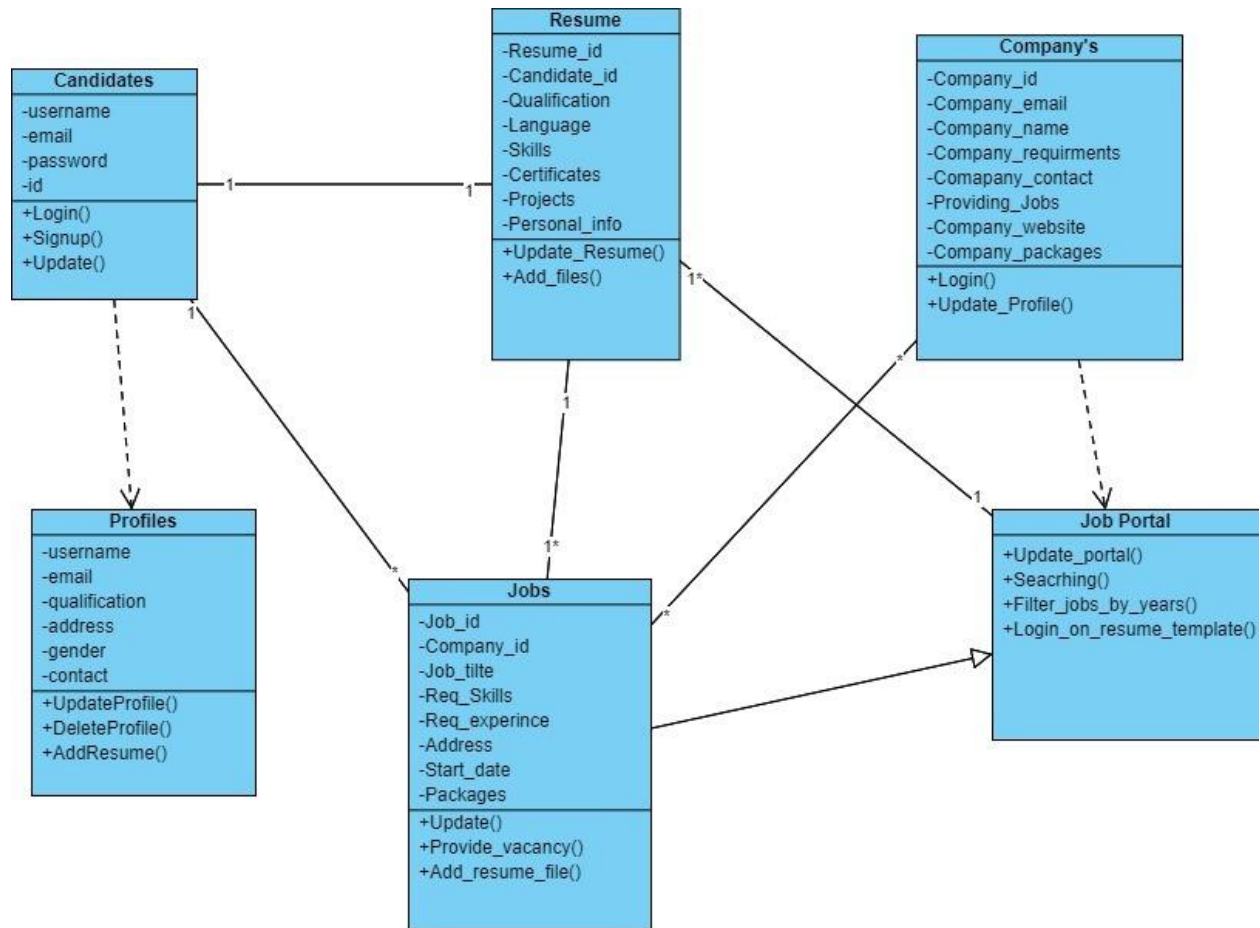 Candidates
-username
-email
-password
-id
+Login()
+Signup()
+Update()
1
1
1
*
Resume
-Resume_id
-Candidate_id
-Qualification
-Language
-Skills
-Certificates
-Projects
-Personal_info
+Update_Resume()
+Add_files()
1
1*
1*
1
Company's
-Company_id
-Company_email
-Company_name
-Company_requirments
-Comapany_contact
-Providing_Jobs
-Company_website
-Company_packages
+Login()
+Update_Profile()
*
*
Profiles
-username
-email
-qualification
-address
-gender
-contact
+UpdateProfile()
+DeleteProfile()
+AddResume()
Jobs
-Job_id
-Company_id
-Job_tilte
-Req_Skills
-Req_experince
-Address
-Start_date
-Packages
+Update()
+Provide_vacancy()
+Add_resume_file()
Job Portal
+Update_portal()
+Seacrhing()
+Filter_jobs_by_years()
+Login_on_resume_template()